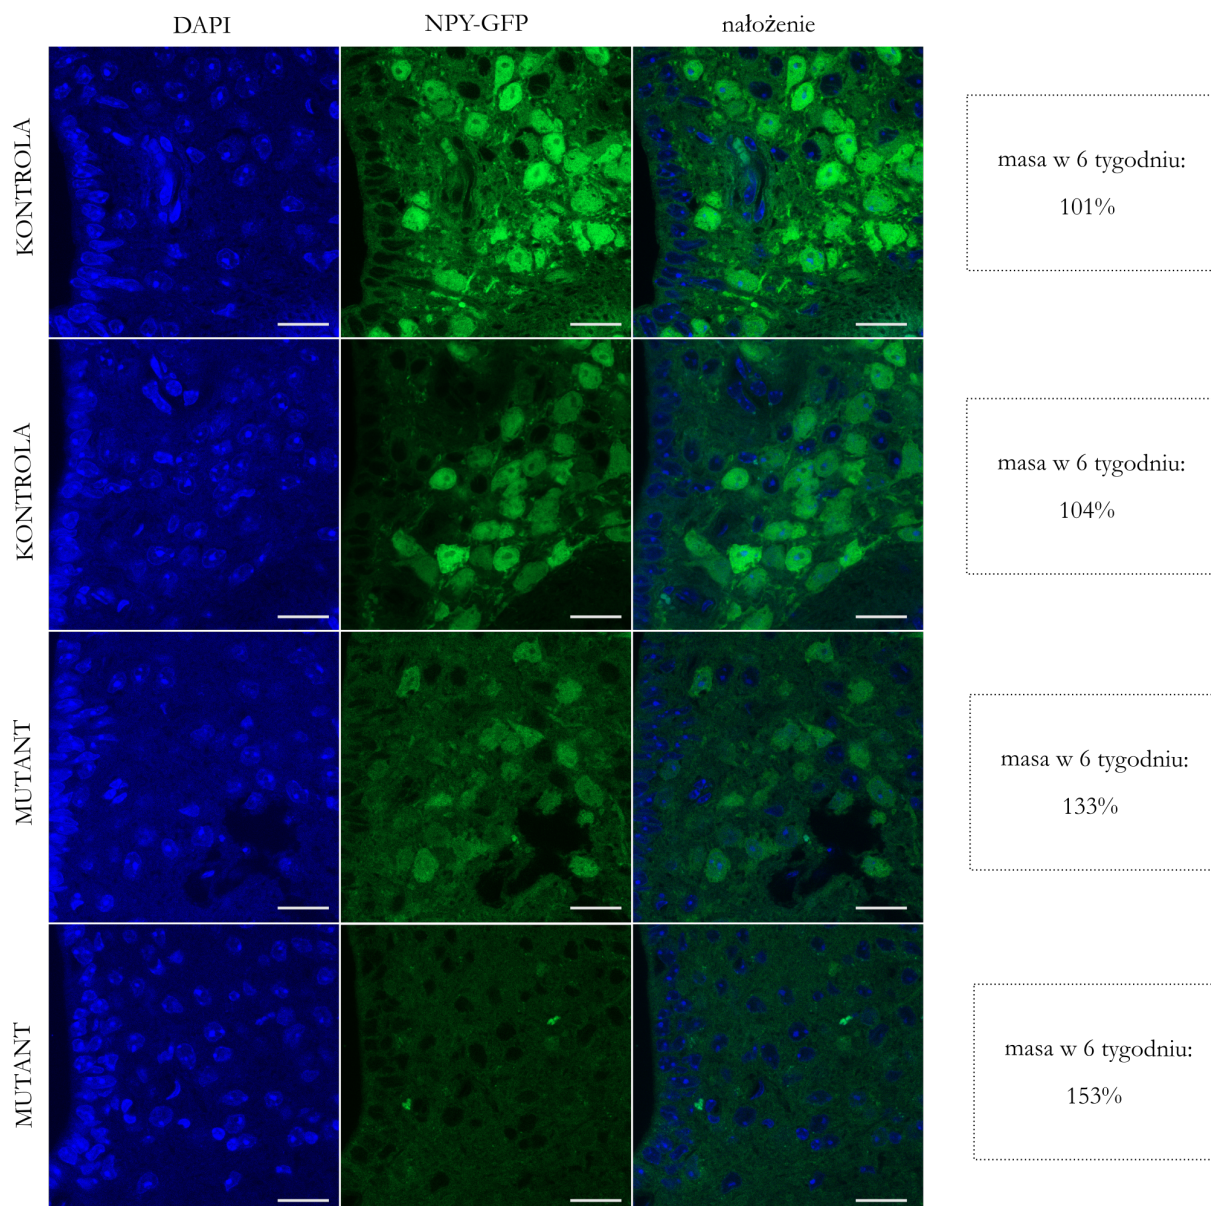 DAPI NPY-GFP nałożenie
KONTROLA
masa w 6 tygodniu:
101%
KONTROLA
masa w 6 tygodniu:
104%
MUTANT
masa w 6 tygodniu:
133%
MUTANT
masa w 6 tygodniu:
153%